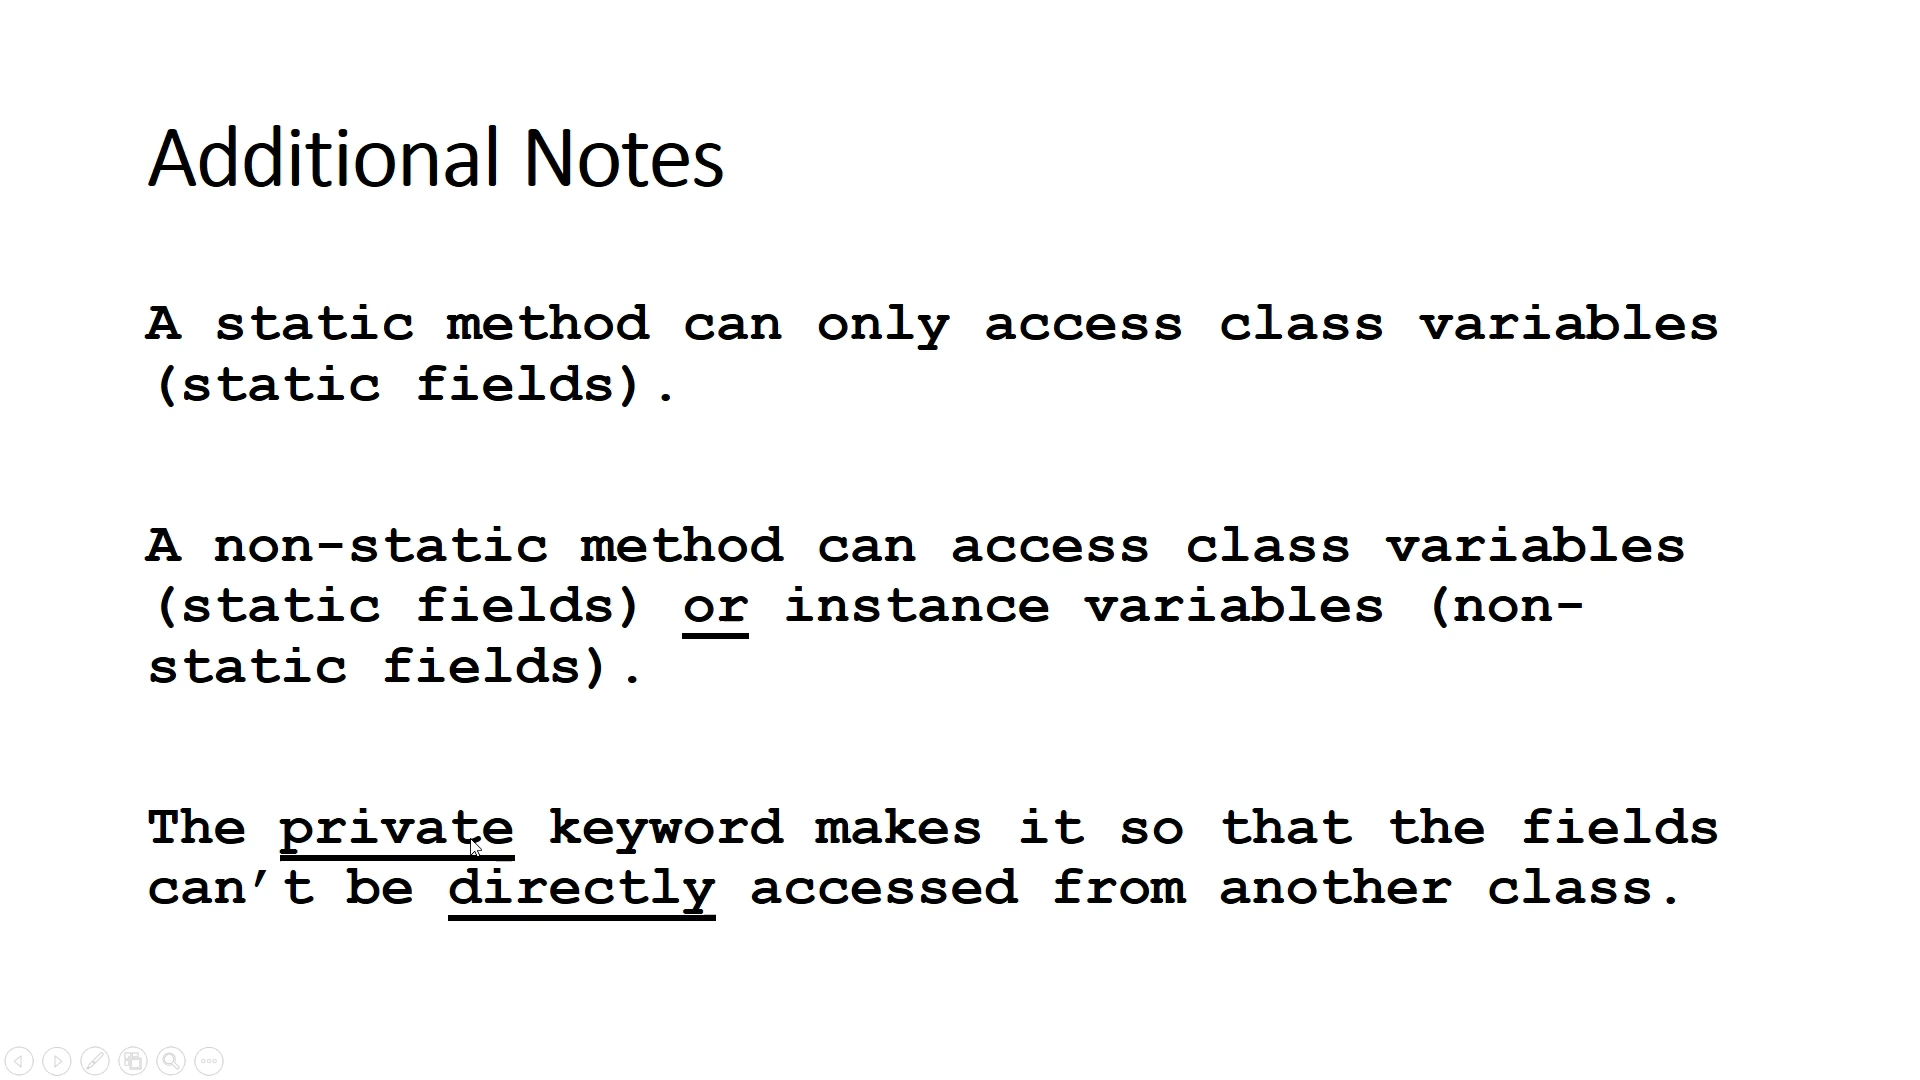 Additional Notes
A static method can only access class variables
(static fields).
A non-static method can access class variables
(static fields) or instance variables (non-
static fields).
The private keyword makes it so that the fields
can’t be directly accessed from another class.